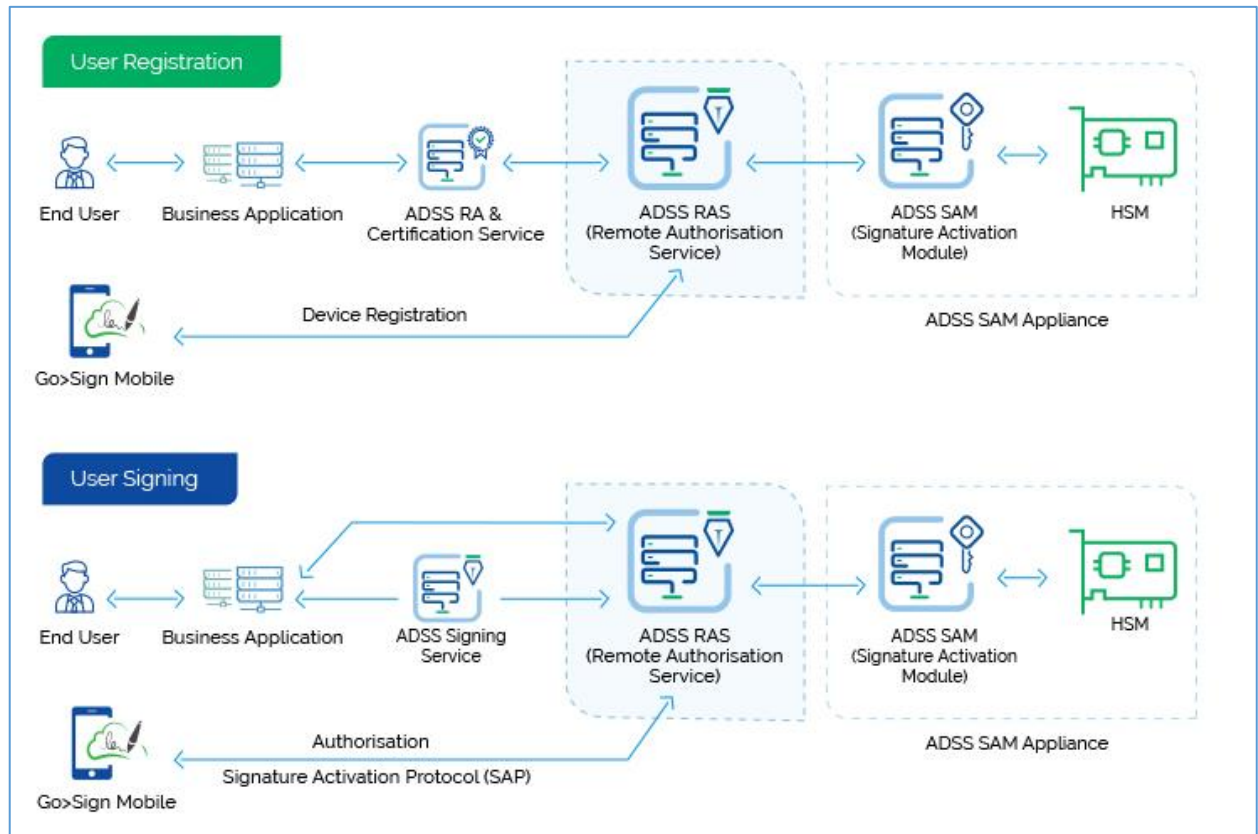 User Registration
End User
Business Application
ADSS RA &
Certification Service
ADSS RAS
(Remote Authorisation
Service)
ADSS SAM
(Signature Activation
Module)
HSM
Device Registration
ADSS SAM Appliance
Go>Sign Mobile
User Signing
End User
Business Application
ADSS Signing
Service
ADSS RAS
(Remote Authorisation
Service)
ADSS SAM
(Signature Activation
Module)
HSM
Authorisation
Signature Activation Protocol (SAP)
ADSS SAM Appliance
Go>Sign Mobile